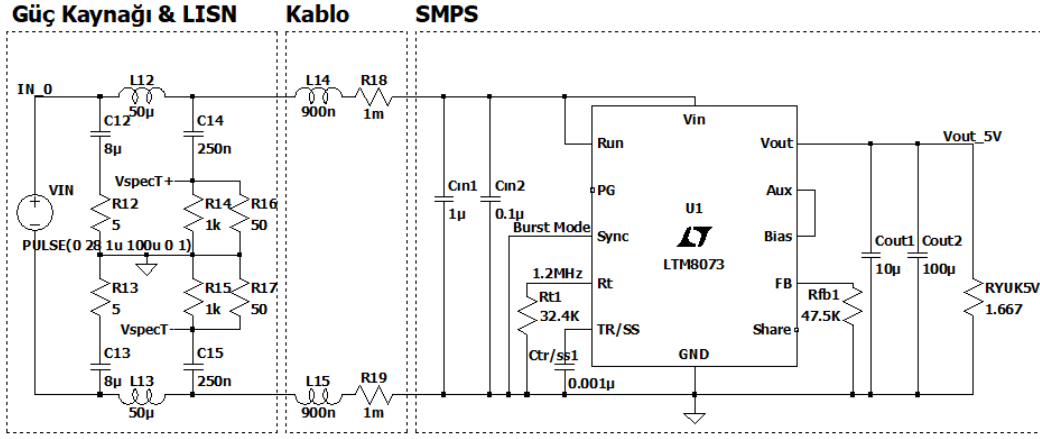 Güç Kaynağı & LISN
Kablo
SMPS
IN_0
L12
50µ
C12
8µ
C14
250n
VspecT+
VIN
R12
5
R14
1k
R16
50
PULSE(0 28 1u 100u 0 1)
R13
5
R15
1k
R17
50
VspecT-
C13
8µ
L13
50µ
C15
250n
L14
900n
R18
1m
L15
900n
R19
1m
Cın1
1µ
Cın2
0.1µ
Burst Mode
1.2MHz
Rt1
32.4K
Ctr/ss1
0.001µ
Vin
Run
Vout
PG
Aux
U1
Sync
Bias
LTM8073
Rt
FB
TR/SS
Share
GND
Vout_5V
Cout1
10µ
Cout2
100µ
Rfb1
47.5K
RYUK5V
1.667